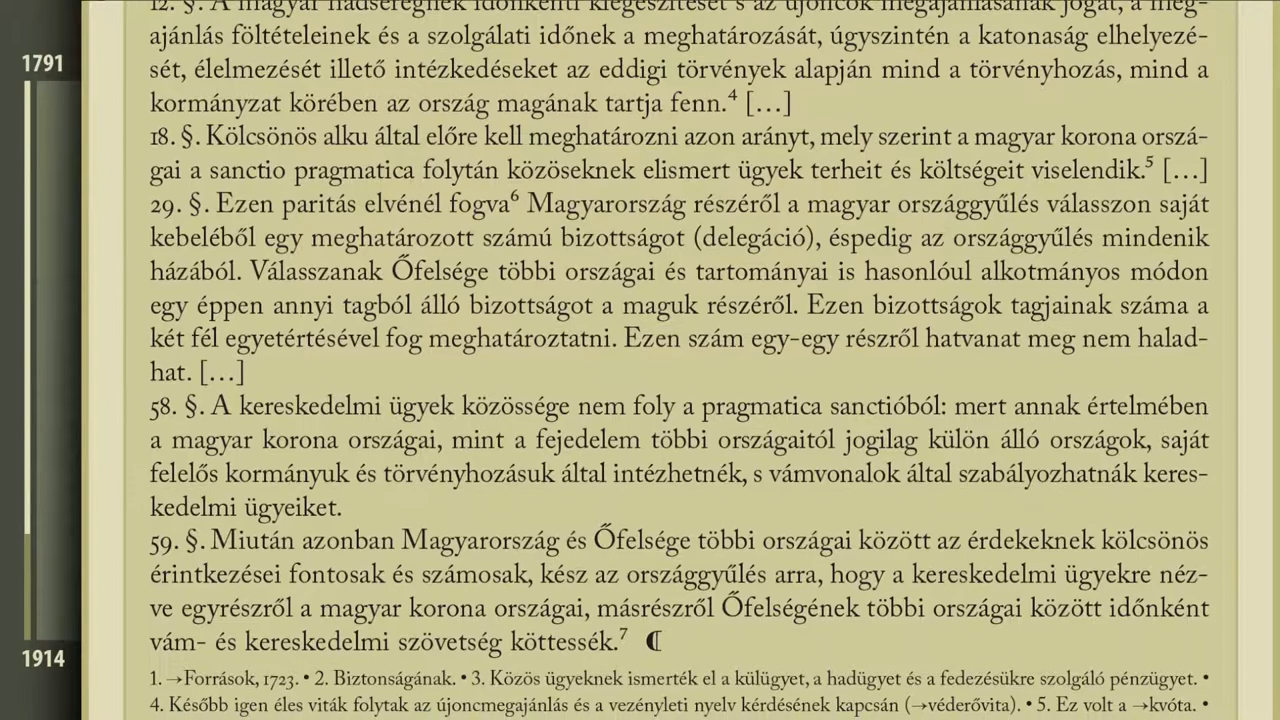 12. §. A magyar hadseregnek időnkénti kiegészítését s az újoncok megajánlásának jogát, a meg-
ajánlás föltételeinek és a szolgálati időnek a meghatározását, úgyszintén a katonaság elhelyezé-
sét, élelmezését illető intézkedéseket az eddigi törvények alapján mind a törvényhozás, mind a
kormányzat körében az ország magának tartja fenn.⁴ […]
18. §. Kölcsönös alku által előre kell meghatározni azon arányt, mely szerint a magyar korona orszá-
gai a sanctio pragmatica folytán közöseknek elismert ügyek terheit és költségeit viselendik.⁵ […]
29. §. Ezen paritás elvénél fogva⁶ Magyarország részéről a magyar országgyűlés válasszon saját
kebeléből egy meghatározott számú bizottságot (delegáció), éspedig az országgyűlés mindenik
házából. Válasszanak Őfelsége többi országai és tartományai is hasonlóul alkotmányos módon
egy éppen annyi tagból álló bizottságot a maguk részéről. Ezen bizottságok tagjainak száma a
két fél egyetértésével fog meghatároztatni. Ezen szám egy-egy részről hatvanat meg nem halad-
hat. […]
58. §. A kereskedelmi ügyek közössége nem foly a pragmatica sanctióból: mert annak értelmében
a magyar korona országai, mint a fejedelem többi országaitól jogilag külön álló országok, saját
felelős kormányuk és törvényhozásuk által intézhetnék, s vámvonalok által szabályozhatnák keres-
kedelmi ügyeiket.
59. §. Miután azonban Magyarország és Őfelsége többi országai között az érdekeknek kölcsönös
érintkezései fontosak és számosak, kész az országgyűlés arra, hogy a kereskedelmi ügyekre néz-
ve egyrészről a magyar korona országai, másrészről Őfelségének többi országai között időnként
vám- és kereskedelmi szövetség köttessék.⁷ ¶
1. →Források, 1723. • 2. Biztonságának. • 3. Közös ügyeknek ismerték el a külügyet, a hadügyet és a fedezésükre szolgáló pénzügyet. •
4. Később igen éles viták folytak az újoncmegajánlás és a vezényleti nyelv kérdésének kapcsán (→véderővita). • 5. Ez volt a →kvóta. •
1791
1914